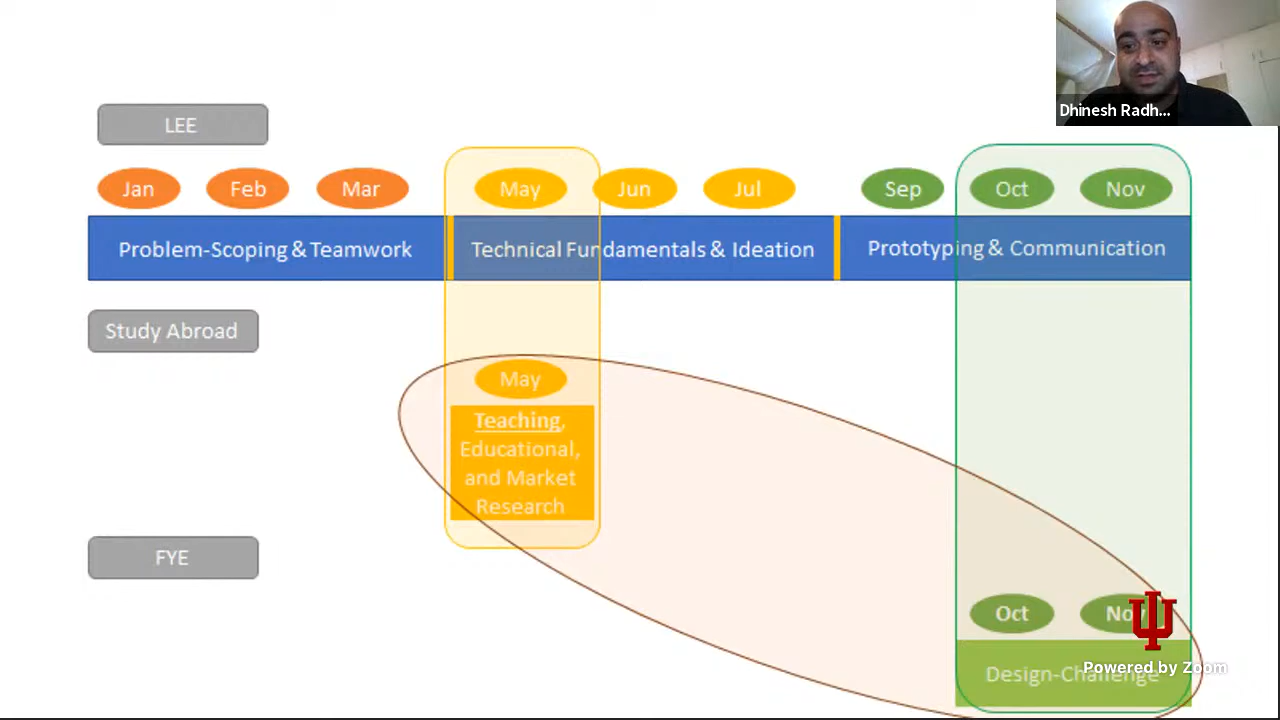 Dhinesh Radh...
LEE
Jan Feb Mar May Jun Jul Sep Oct Nov
Problem-Scoping & Teamwork Technical Fundamentals & Ideation Prototyping & Communication
Study Abroad
May
Teaching,
Educational,
and Market
Research
FYE
Oct Nov
Powered by Zoom
Design-Challenge